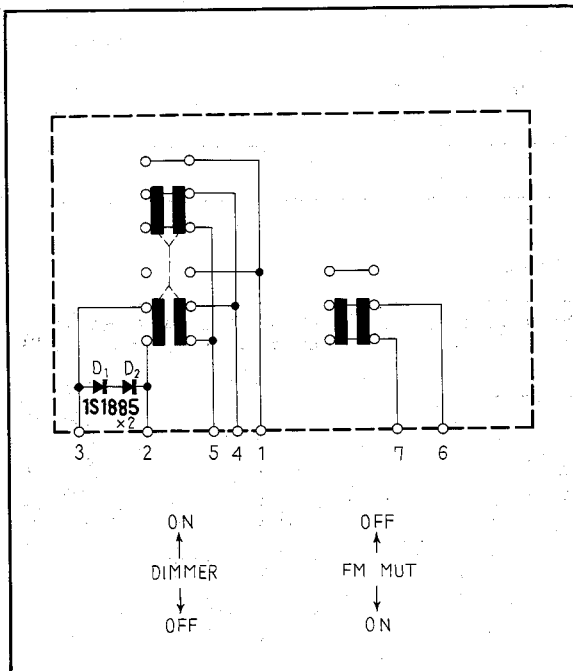 D1 D2
1S1885
×2
3 2 5 4 1 7 6
ON OFF
DIMMER FM MUT
OFF ON